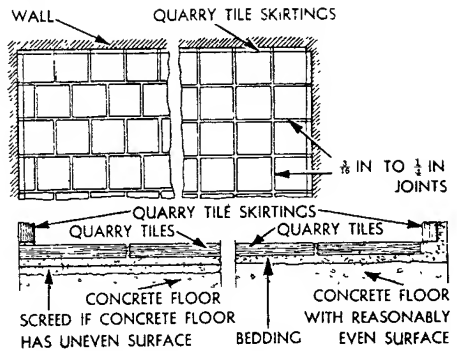 WALL
QUARRY TILE SKIRTINGS
3/16 IN TO 1/4 IN
JOINTS
QUARRY TILE SKIRTINGS
QUARRY TILES
QUARRY TILES
CONCRETE FLOOR
SCREED IF CONCRETE FLOOR
HAS UNEVEN SURFACE
BEDDING
CONCRETE FLOOR
WITH REASONABLY
EVEN SURFACE